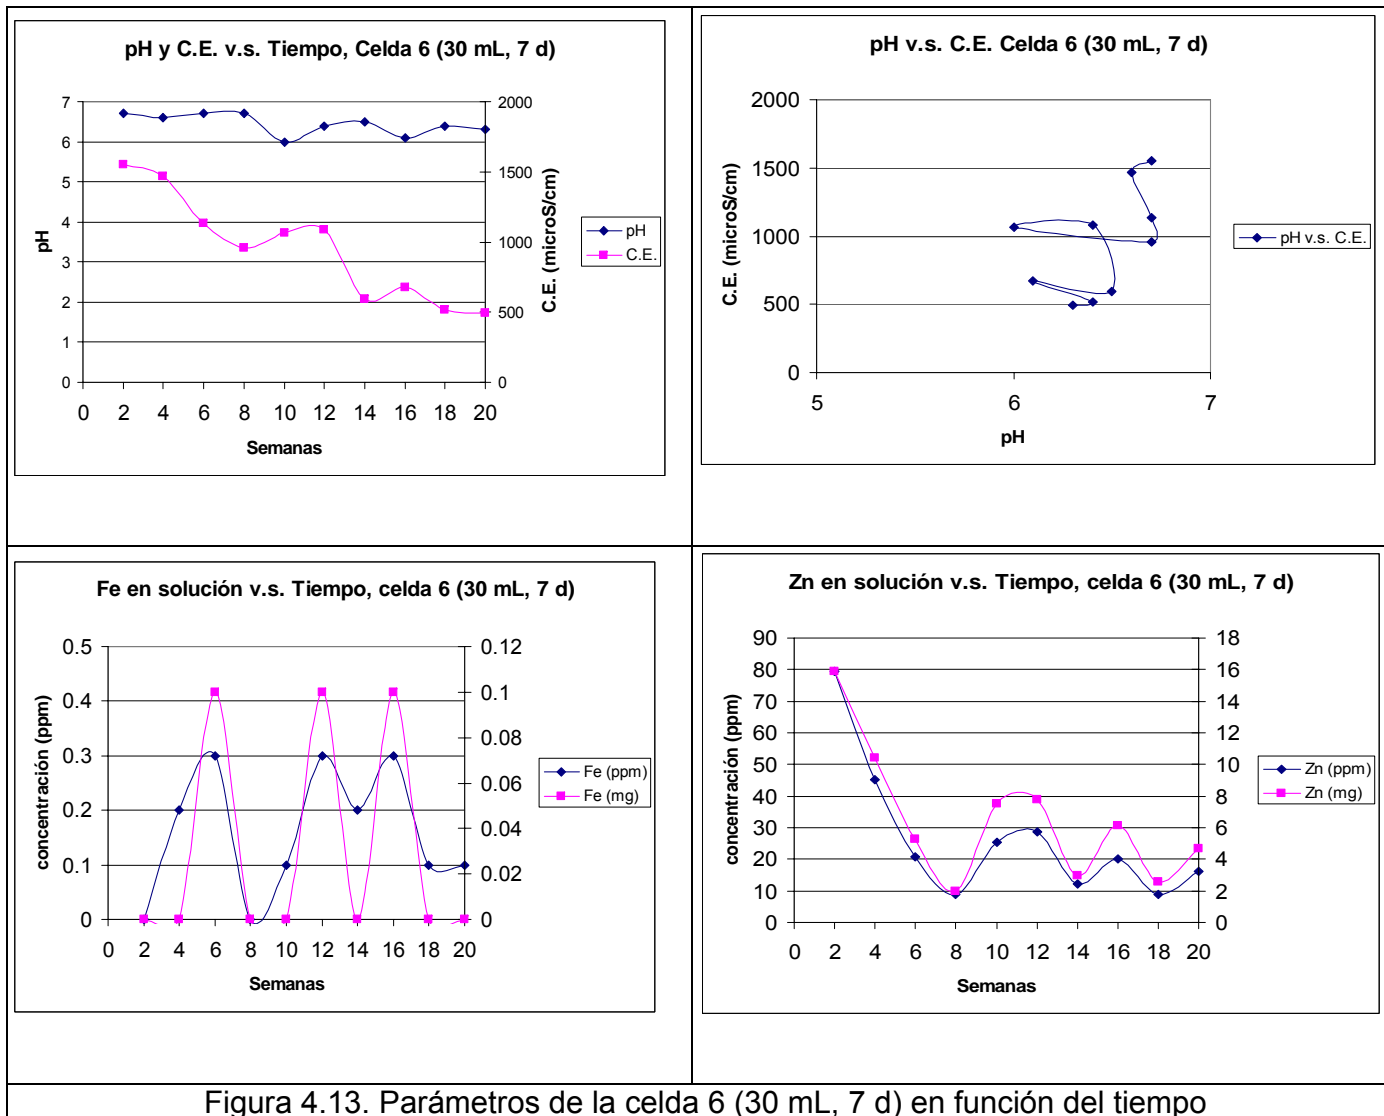 pH y C.E. v.s. Tiempo, Celda 6 (30 mL, 7 d)
7
6
5
4
3
2
1
0
pH
2000
1500
1000
500
0
C.E. (microS/cm)
0 2 4 6 8 10 12 14 16 18 20
Semanas
pH
C.E.
pH v.s. C.E. Celda 6 (30 mL, 7 d)
2000
1500
1000
500
0
C.E. (microS/cm)
5 6 7
pH
pH v.s. C.E.
Fe en solución v.s. Tiempo, celda 6 (30 mL, 7 d)
0.5
0.4
0.3
0.2
0.1
0
concentración (ppm)
0.12
0.1
0.08
0.06
0.04
0.02
0
0 2 4 6 8 10 12 14 16 18 20
Semanas
Fe (ppm)
Fe (mg)
Zn en solución v.s. Tiempo, celda 6 (30 mL, 7 d)
90
80
70
60
50
40
30
20
10
0
concentración (ppm)
18
16
14
12
10
8
6
4
2
0
0 2 4 6 8 10 12 14 16 18 20
Semanas
Zn (ppm)
Zn (mg)
Figura 4.13. Parámetros de la celda 6 (30 mL, 7 d) en función del tiempo